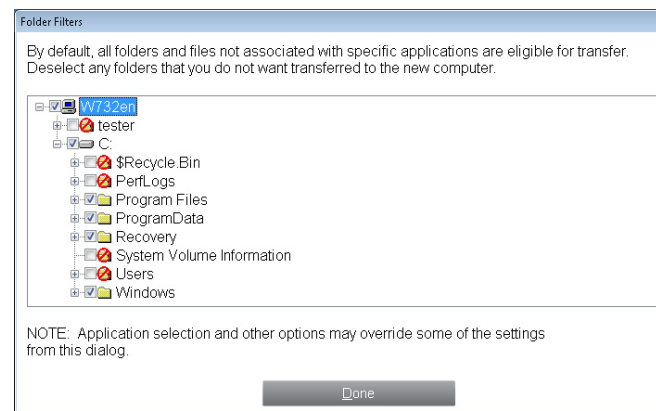 Folder Filters
By default, all folders and files not associated with specific applications are eligible for transfer.
Deselect any folders that you do not want transferred to the new computer.
W732en
tester
C:
$Recycle.Bin
PerfLogs
Program Files
ProgramData
Recovery
System Volume Information
Users
Windows
NOTE: Application selection and other options may override some of the settings
from this dialog.
Done